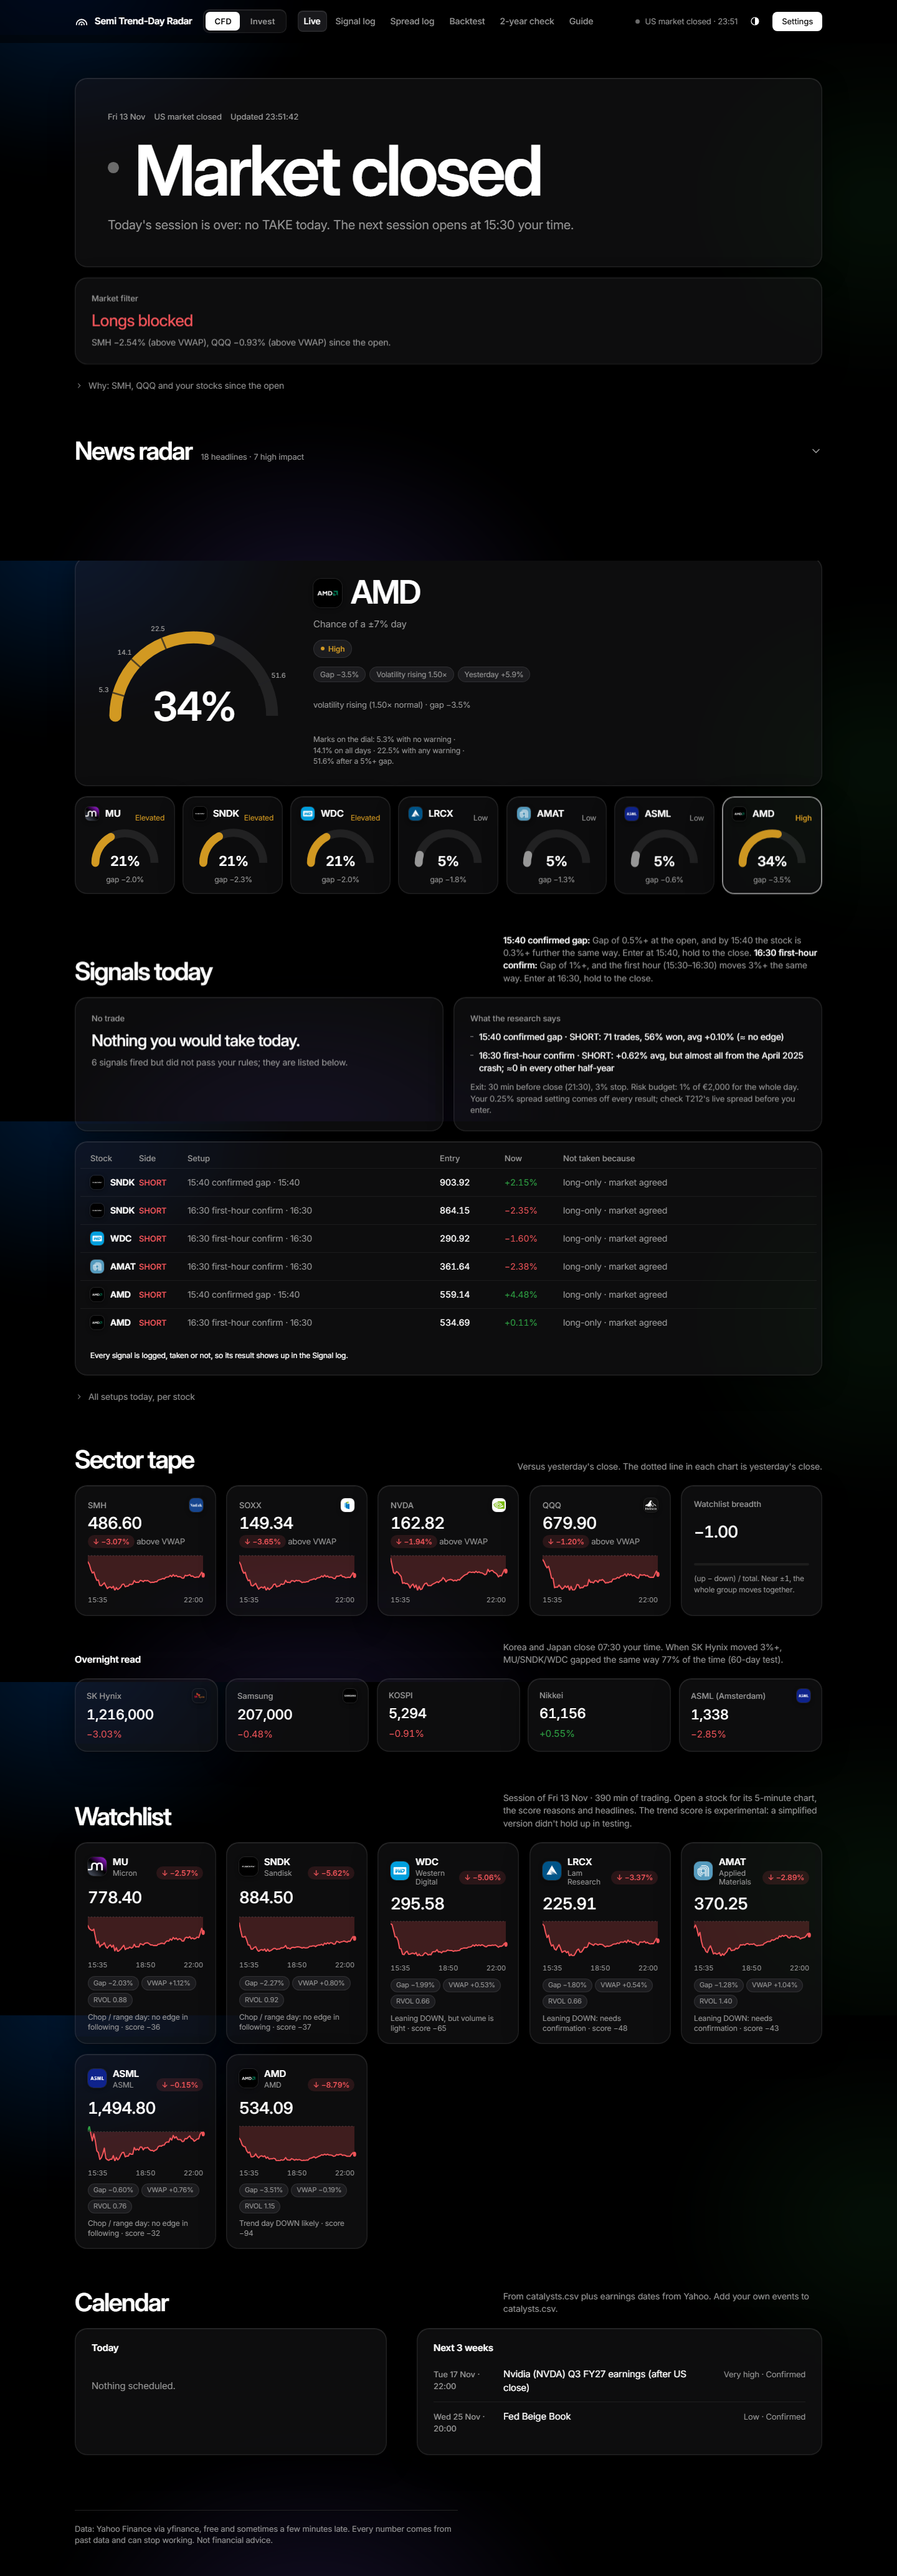 Semi Trend-Day Radar
CFD Invest
Live Signal log Spread log Backtest 2-year check Guide
US market closed · 23:51
Settings
Fri 13 Nov US market closed Updated 23:51:42
Market closed
Today's session is over: no TAKE today. The next session opens at 15:30 your time.
Market filter
Longs blocked
SMH −2.54% (above VWAP), QQQ −0.93% (above VWAP) since the open.
Why: SMH, QQQ and your stocks since the open
News radar 18 headlines · 7 high impact
5.3
14.1
22.5
51.6
34%
AMD
AMD
Chance of a ±7% day
High
Gap −3.5% Volatility rising 1.50× Yesterday +5.9%
volatility rising (1.50× normal) · gap −3.5%
Marks on the dial: 5.3% with no warning ·
14.1% on all days · 22.5% with any warning ·
51.6% after a 5%+ gap.
MU Elevated
21%
gap −2.0%
SNDK Elevated
21%
gap −2.3%
WDC Elevated
21%
gap −2.0%
LRCX Low
5%
gap −1.8%
AMAT Low
5%
gap −1.3%
ASML Low
5%
gap −0.6%
AMD High
34%
gap −3.5%
Signals today
15:40 confirmed gap: Gap of 0.5%+ at the open, and by 15:40 the stock is
0.3%+ further the same way. Enter at 15:40, hold to the close. 16:30 first-hour
confirm: Gap of 1%+, and the first hour (15:30–16:30) moves 3%+ the same
way. Enter at 16:30, hold to the close.
No trade
Nothing you would take today.
6 signals fired but did not pass your rules; they are listed below.
What the research says
– 15:40 confirmed gap · SHORT: 71 trades, 56% won, avg +0.10% (≈ no edge)
– 16:30 first-hour confirm · SHORT: +0.62% avg, but almost all from the April 2025
crash; ≈0 in every other half-year
Exit: 30 min before close (21:30), 3% stop. Risk budget: 1% of €2,000 for the whole day.
Your 0.25% spread setting comes off every result; check T212's live spread before you
enter.
Stock Side Setup Entry Now Not taken because
SNDK SHORT 15:40 confirmed gap · 15:40 903.92 +2.15% long-only · market agreed
SNDK SHORT 16:30 first-hour confirm · 16:30 864.15 −2.35% long-only · market agreed
WDC SHORT 16:30 first-hour confirm · 16:30 290.92 −1.60% long-only · market agreed
AMAT SHORT 16:30 first-hour confirm · 16:30 361.64 −2.38% long-only · market agreed
AMD SHORT 15:40 confirmed gap · 15:40 559.14 +4.48% long-only · market agreed
AMD SHORT 16:30 first-hour confirm · 16:30 534.69 +0.11% long-only · market agreed
Every signal is logged, taken or not, so its result shows up in the Signal log.
All setups today, per stock
Sector tape
Versus yesterday's close. The dotted line in each chart is yesterday's close.
SMH
486.60
↓ −3.07% above VWAP
15:35 22:00
SOXX
149.34
↓ −3.65% above VWAP
15:35 22:00
NVDA
162.82
↓ −1.94% above VWAP
15:35 22:00
QQQ
679.90
↓ −1.20% above VWAP
15:35 22:00
Watchlist breadth
−1.00
(up − down) / total. Near ±1, the
whole group moves together.
Overnight read
Korea and Japan close 07:30 your time. When SK Hynix moved 3%+,
MU/SNDK/WDC gapped the same way 77% of the time (60-day test).
SK Hynix
1,216,000
−3.03%
Samsung
207,000
−0.48%
KOSPI
5,294
−0.91%
Nikkei
61,156
+0.55%
ASML (Amsterdam)
ASML
1,338
−2.85%
Watchlist
Session of Fri 13 Nov · 390 min of trading. Open a stock for its 5-minute chart,
the score reasons and headlines. The trend score is experimental: a simplified
version didn't hold up in testing.
MU
Micron
↓ −2.57%
778.40
15:35 18:50 22:00
Gap −2.03% VWAP +1.12%
RVOL 0.88
Chop / range day: no edge in
following · score −36
SNDK
Sandisk
↓ −5.62%
884.50
15:35 18:50 22:00
Gap −2.27% VWAP +0.80%
RVOL 0.92
Chop / range day: no edge in
following · score −37
WDC
Western
Digital
↓ −5.06%
295.58
15:35 18:50 22:00
Gap −1.99% VWAP +0.53%
RVOL 0.66
Leaning DOWN, but volume is
light · score −65
LRCX
Lam
Research
↓ −3.37%
225.91
15:35 18:50 22:00
Gap −1.80% VWAP +0.54%
RVOL 0.66
Leaning DOWN: needs
confirmation · score −48
AMAT
Applied
Materials
↓ −2.89%
370.25
15:35 18:50 22:00
Gap −1.28% VWAP +1.04%
RVOL 1.40
Leaning DOWN: needs
confirmation · score −43
ASML
ASML
ASML
↓ −0.15%
1,494.80
15:35 18:50 22:00
Gap −0.60% VWAP +0.76%
RVOL 0.76
Chop / range day: no edge in
following · score −32
AMD
AMD
AMD
↓ −8.79%
534.09
15:35 18:50 22:00
Gap −3.51% VWAP −0.19%
RVOL 1.15
Trend day DOWN likely · score
−94
Calendar
From catalysts.csv plus earnings dates from Yahoo. Add your own events to
catalysts.csv.
Today
Nothing scheduled.
Next 3 weeks
Tue 17 Nov ·
22:00
Nvidia (NVDA) Q3 FY27 earnings (after US
close)
Very high · Confirmed
Wed 25 Nov ·
20:00
Fed Beige Book
Low · Confirmed
Data: Yahoo Finance via yfinance, free and sometimes a few minutes late. Every number comes from
past data and can stop working. Not financial advice.